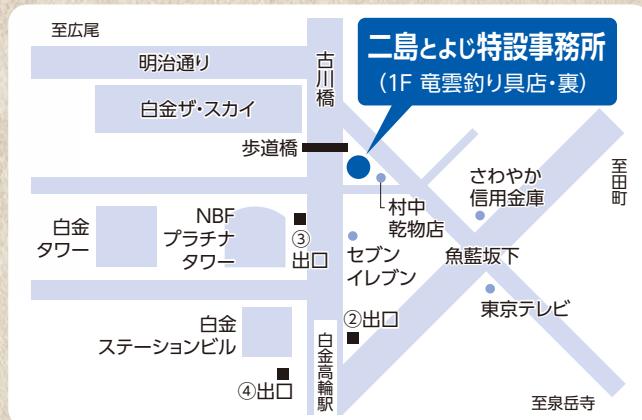 至広尾
明治通り
白金ザ・スカイ
古川橋
二島とよじ特設事務所
(1F 竜雲釣り具店・裏)
歩道橋
至田町
さわやか
信用金庫
村中
乾物店
白金
タワー
NBF
プラチナ
タワー
③
出口
セブン
イレブン
魚藍坂下
東京テレビ
白金
ステーションビル
②出口
④出口
白金高輪駅
至泉岳寺